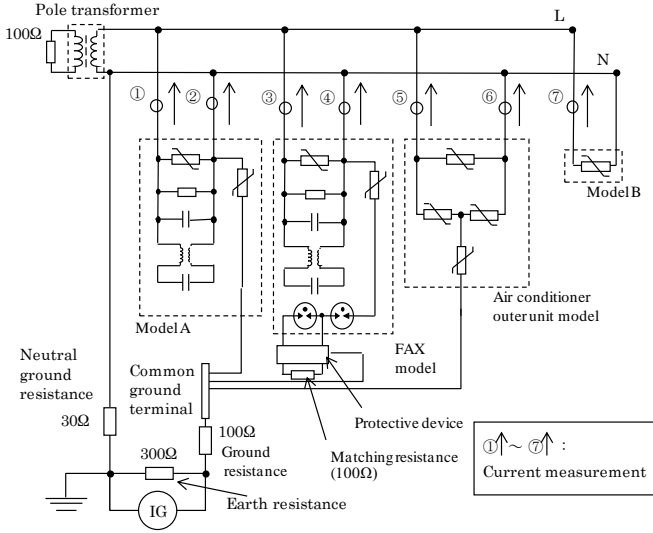 Pole transformer
100Ω
L
N
①
②
③
④
⑤
⑥
⑦
Model B
Model A
Air conditioner
outer unit model
FAX
model
Neutral
ground
resistance
30Ω
Common
ground
terminal
100Ω
Ground
resistance
Protective device
Matching resistance
(100Ω)
300Ω
Earth resistance
IG
①↑～⑦↑ :
Current measurement